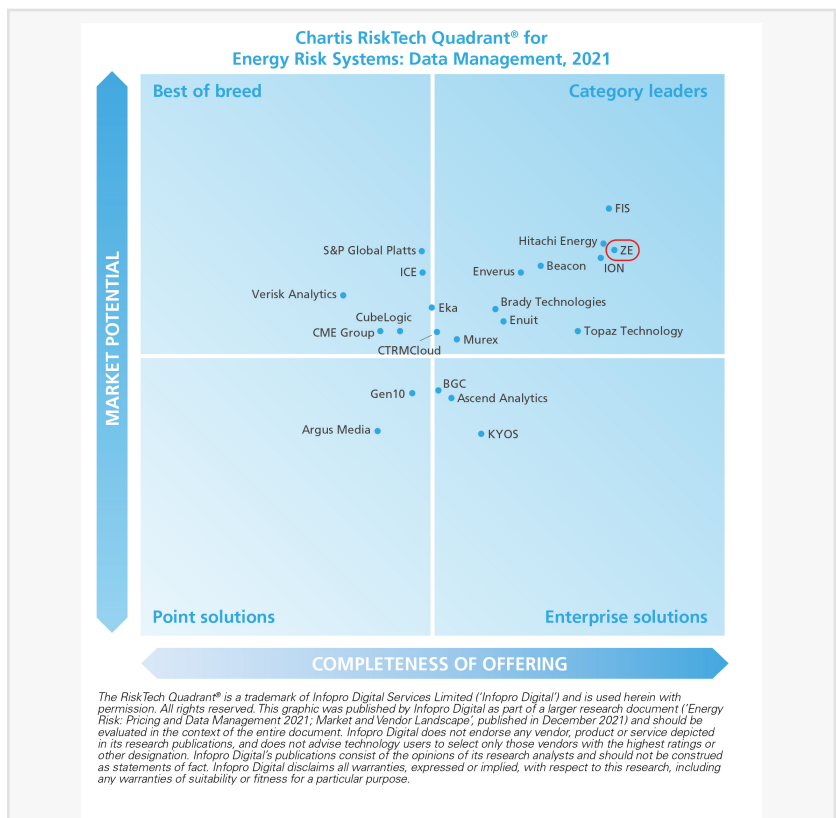 Chartis RiskTech Quadrant® for
Energy Risk Systems: Data Management, 2021
MARKET POTENTIAL
Best of breed
Category leaders
FIS
Hitachi Energy
ZE
S&P Global Platts
ION
Beacon
ICE
Enverus
Verisk Analytics
Brady Technologies
Eka
CubeLogic
Enuit
CME Group
Topaz Technology
Murex
CTRMCloud
BGC
Gen10
Ascend Analytics
Argus Media
KYOS
Point solutions
Enterprise solutions
COMPLETENESS OF OFFERING
The RiskTech Quadrant® is a trademark of Infopro Digital Services Limited (‘Infopro Digital’) and is used herein with
permission. All rights reserved. This graphic was published by Infopro Digital as part of a larger research document (‘Energy
Risk: Pricing and Data Management 2021; Market and Vendor Landscape’, published in December 2021) and should be
evaluated in the context of the entire document. Infopro Digital does not endorse any vendor, product or service depicted
in its research publications, and does not advise technology users to select only those vendors with the highest ratings or
other designation. Infopro Digital’s publications consist of the opinions of its research analysts and should not be construed
as statements of fact. Infopro Digital disclaims all warranties, expressed or implied, with respect to this research, including
any warranties of suitability or fitness for a particular purpose.